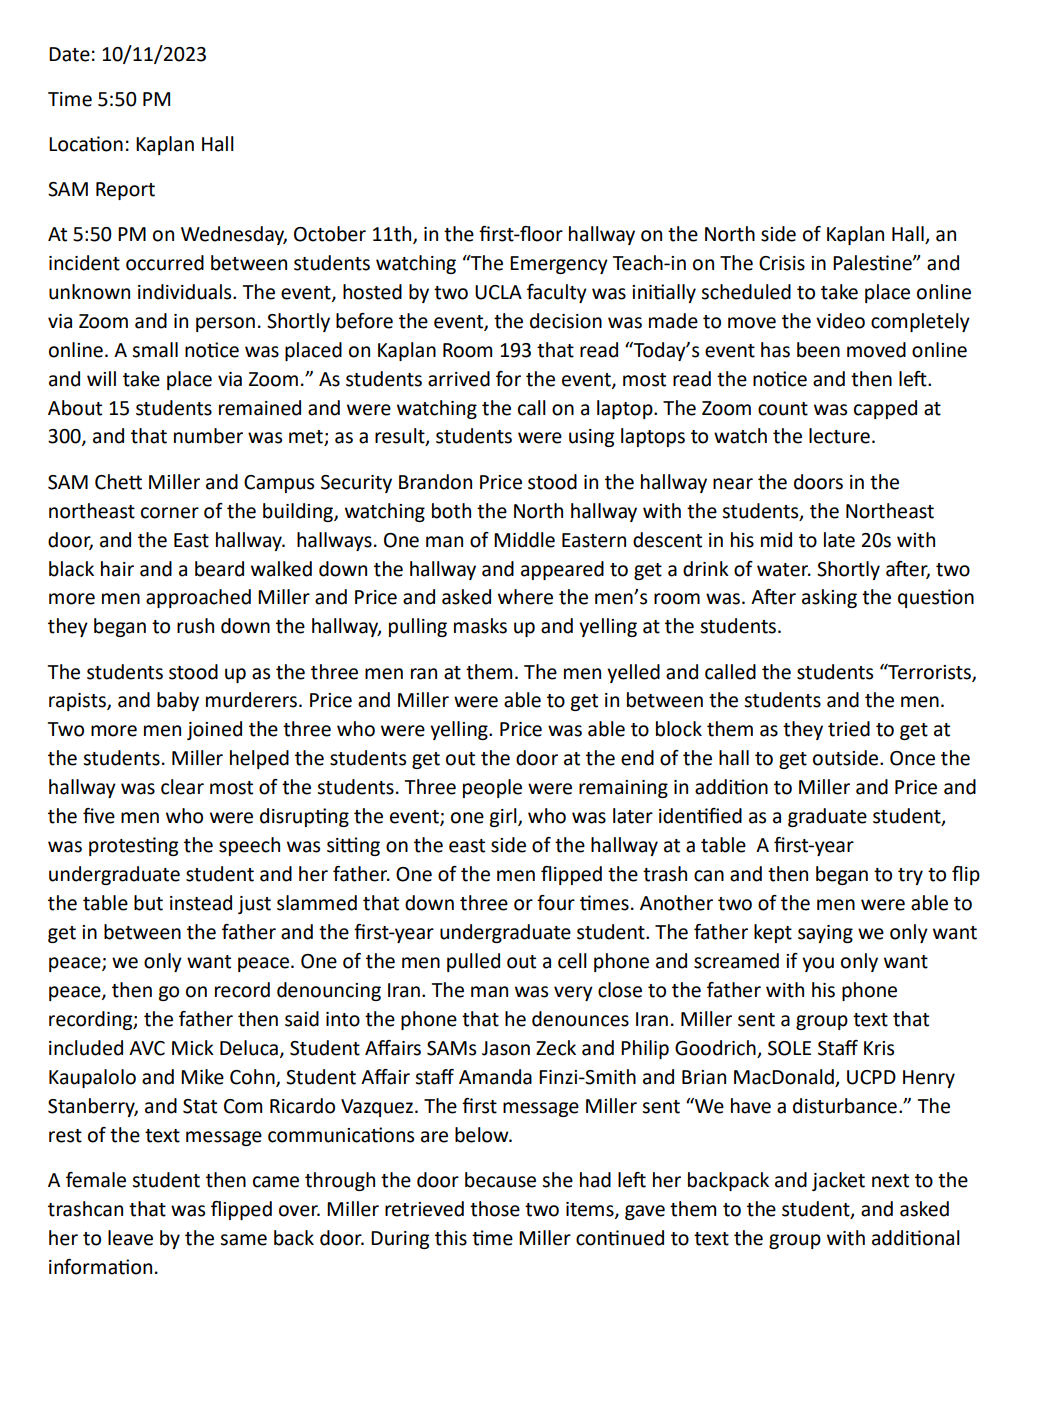 Date: 10/11/2023
Time 5:50 PM
Location: Kaplan Hall
SAM Report
At 5:50 PM on Wednesday, October 11th, in the first-floor hallway on the North side of Kaplan Hall, an
incident occurred between students watching “The Emergency Teach-in on The Crisis in Palestine” and
unknown individuals. The event, hosted by two UCLA faculty was initially scheduled to take place online
via Zoom and in person. Shortly before the event, the decision was made to move the video completely
online. A small notice was placed on Kaplan Room 193 that read “Today’s event has been moved online
and will take place via Zoom.” As students arrived for the event, most read the notice and then left.
About 15 students remained and were watching the call on a laptop. The Zoom count was capped at
300, and that number was met; as a result, students were using laptops to watch the lecture.
SAM Chett Miller and Campus Security Brandon Price stood in the hallway near the doors in the
northeast corner of the building, watching both the North hallway with the students, the Northeast
door, and the East hallway.  hallways. One man of Middle Eastern descent in his mid to late 20s with
black hair and a beard walked down the hallway and appeared to get a drink of water. Shortly after, two
more men approached Miller and Price and asked where the men’s room was. After asking the question
they began to rush down the hallway, pulling masks up and yelling at the students.
The students stood up as the three men ran at them. The men yelled and called the students “Terrorists,
rapists, and baby murderers. Price and Miller were able to get in between the students and the men.
Two more men joined the three who were yelling. Price was able to block them as they tried to get at
the students. Miller helped the students get out the door at the end of the hall to get outside. Once the
hallway was clear most of the students. Three people were remaining in addition to Miller and Price and
the five men who were disrupting the event; one girl, who was later identified as a graduate student,
was protesting the speech was sitting on the east side of the hallway at a table  A first-year
undergraduate student and her father. One of the men flipped the trash can and then began to try to flip
the table but instead just slammed that down three or four times. Another two of the men were able to
get in between the father and the first-year undergraduate student. The father kept saying we only want
peace; we only want peace. One of the men pulled out a cell phone and screamed if you only want
peace, then go on record denouncing Iran. The man was very close to the father with his phone
recording; the father then said into the phone that he denounces Iran. Miller sent a group text that
included AVC Mick Deluca, Student Affairs SAMs Jason Zeck and Philip Goodrich, SOLE Staff Kris
Kaupalolo and Mike Cohn, Student Affair staff Amanda Finzi-Smith and Brian MacDonald, UCPD Henry
Stanberry, and Stat Com Ricardo Vazquez. The first message Miller sent “We have a disturbance.” The
rest of the text message communications are below.
A female student then came through the door because she had left her backpack and jacket next to the
trashcan that was flipped over. Miller retrieved those two items, gave them to the student, and asked
her to leave by the same back door. During this time Miller continued to text the group with additional
information.